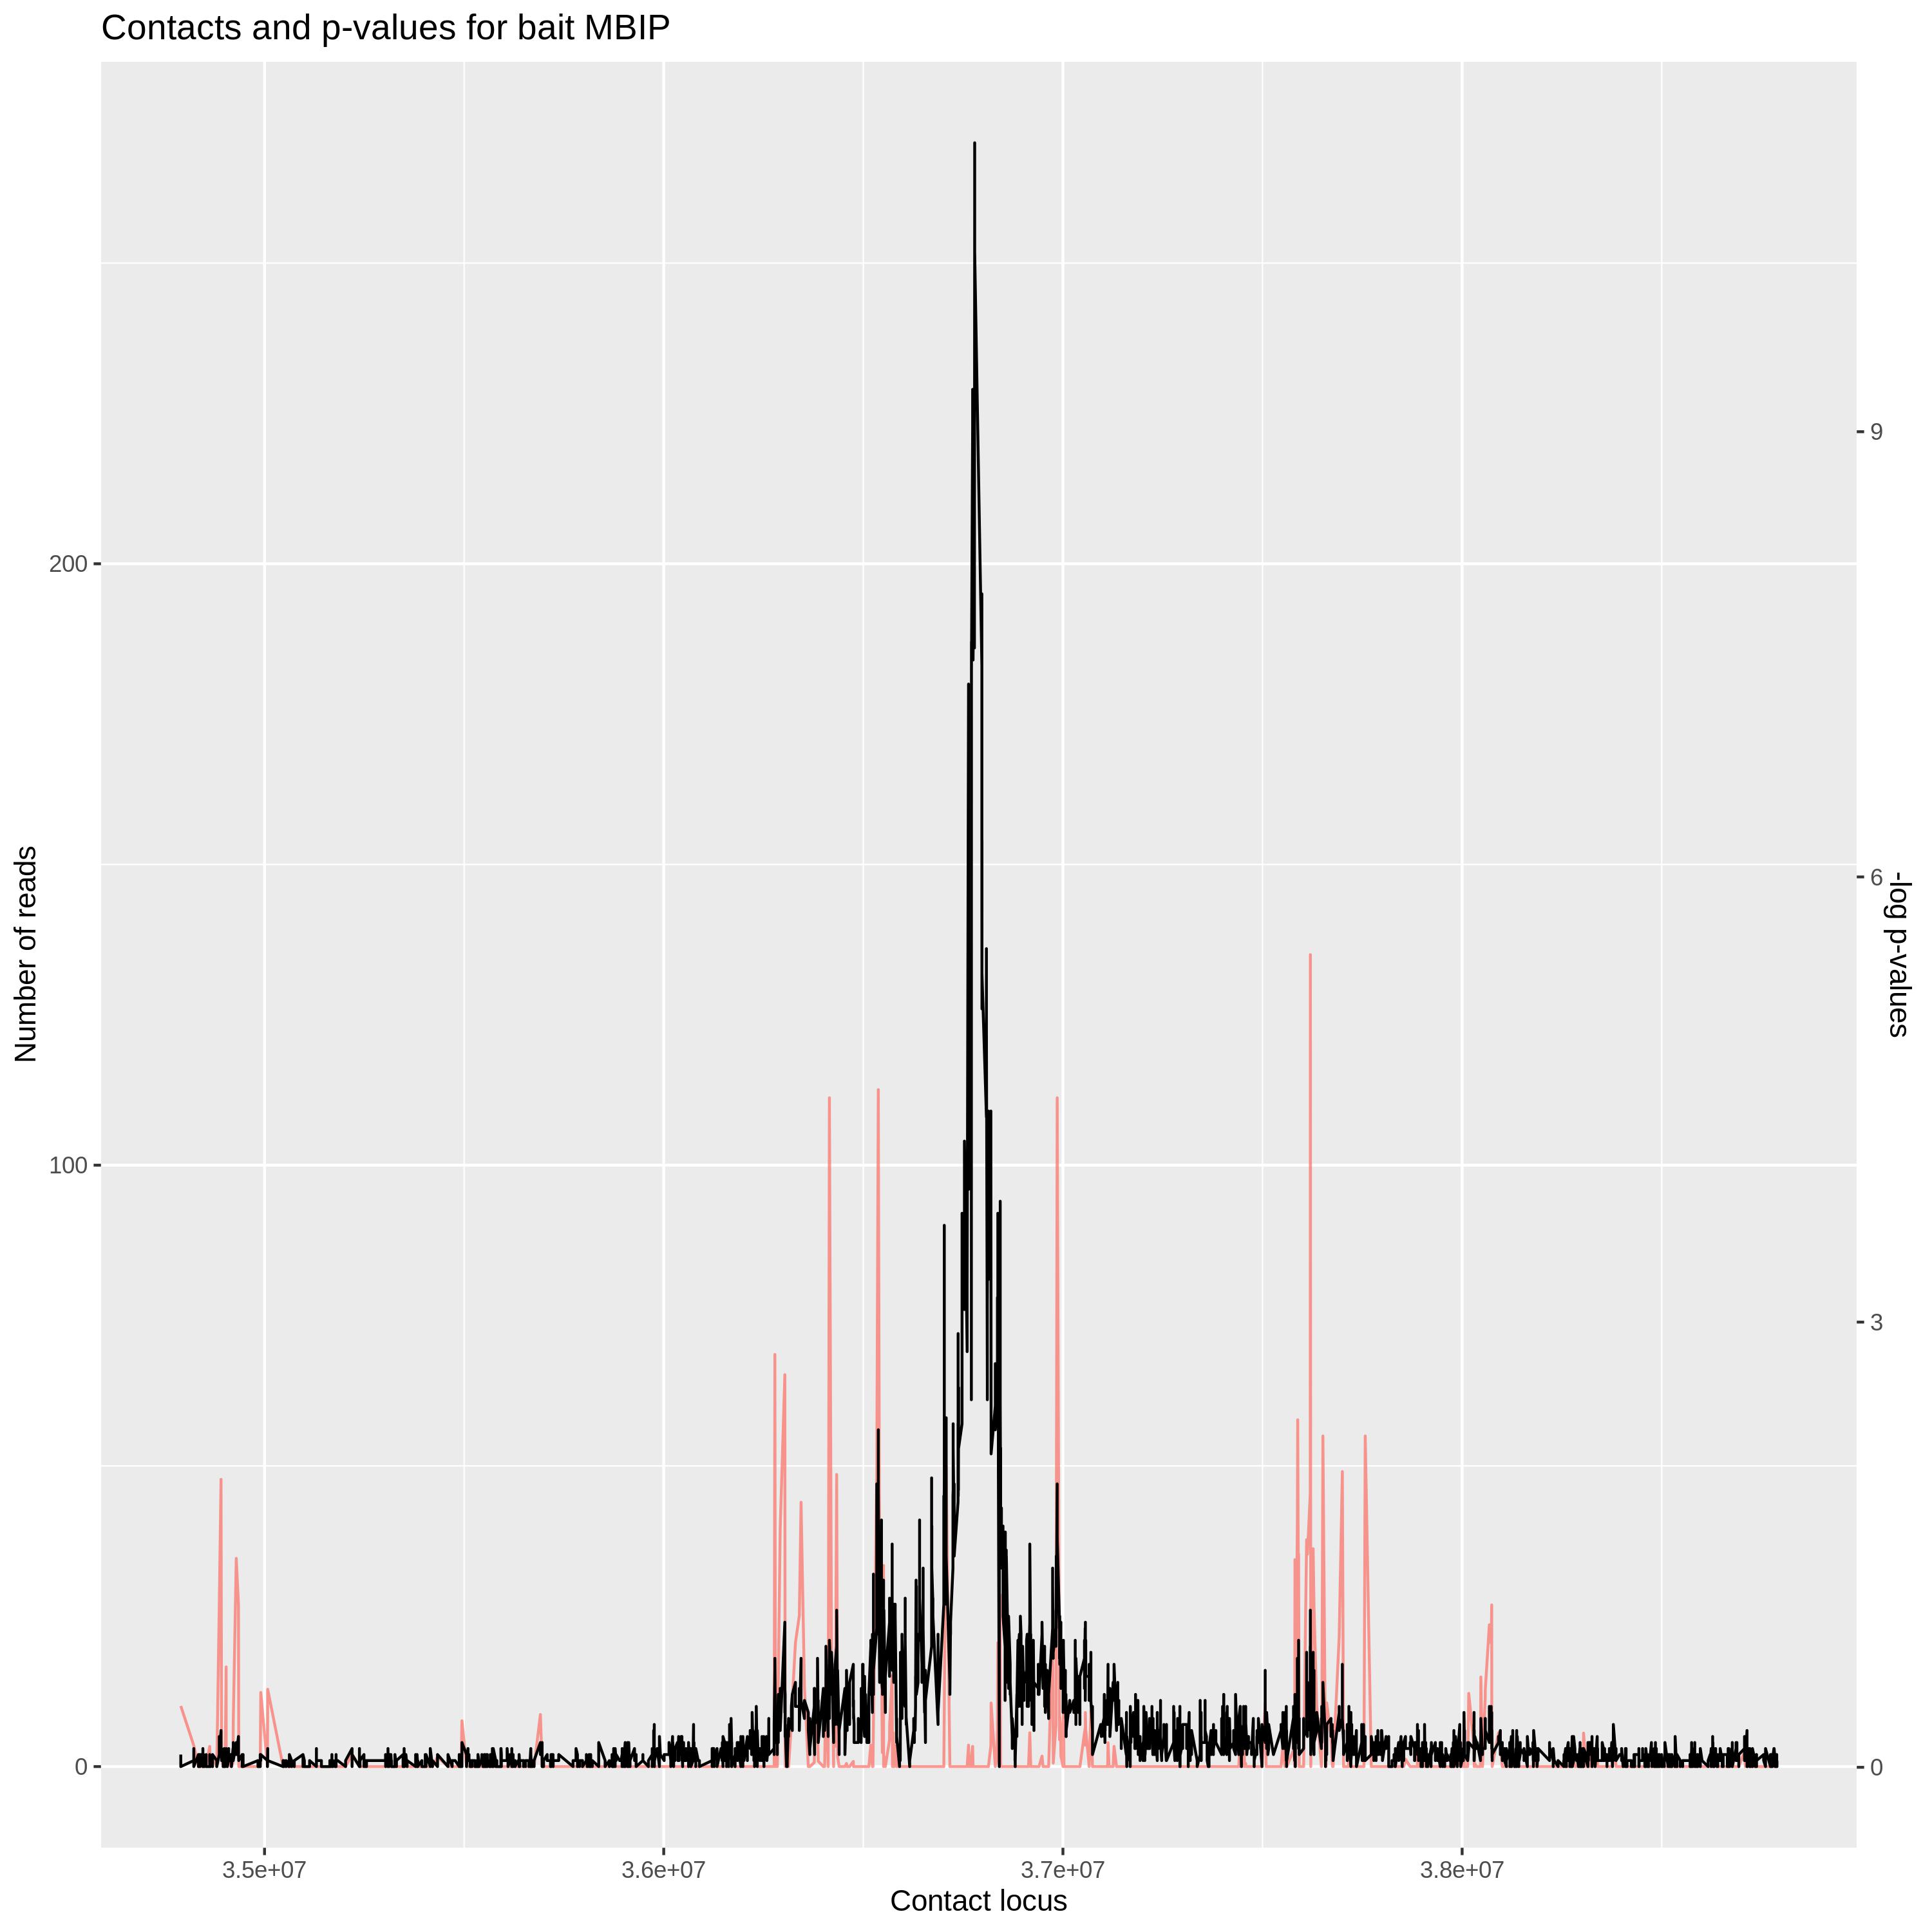 Contacts and p-values for bait MBIP
Number of reads
200
100
0
9
6
3
0
-log p-values
3.5e+07
3.6e+07
3.7e+07
3.8e+07
Contact locus